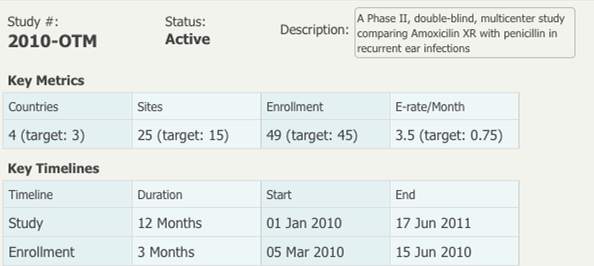 Study #: Status: Description: A Phase II, double-blind, multicenter study
2010-OTM Active comparing Amoxicilin XR with penicillin in
recurrent ear infections
Key Metrics
Countries Sites Enrollment E-rate/Month
4 (target: 3) 25 (target: 15) 49 (target: 45) 3.5 (target: 0.75)
Key Timelines
Timeline Duration Start End
Study 12 Months 01 Jan 2010 17 Jun 2011
Enrollment 3 Months 05 Mar 2010 15 Jun 2010